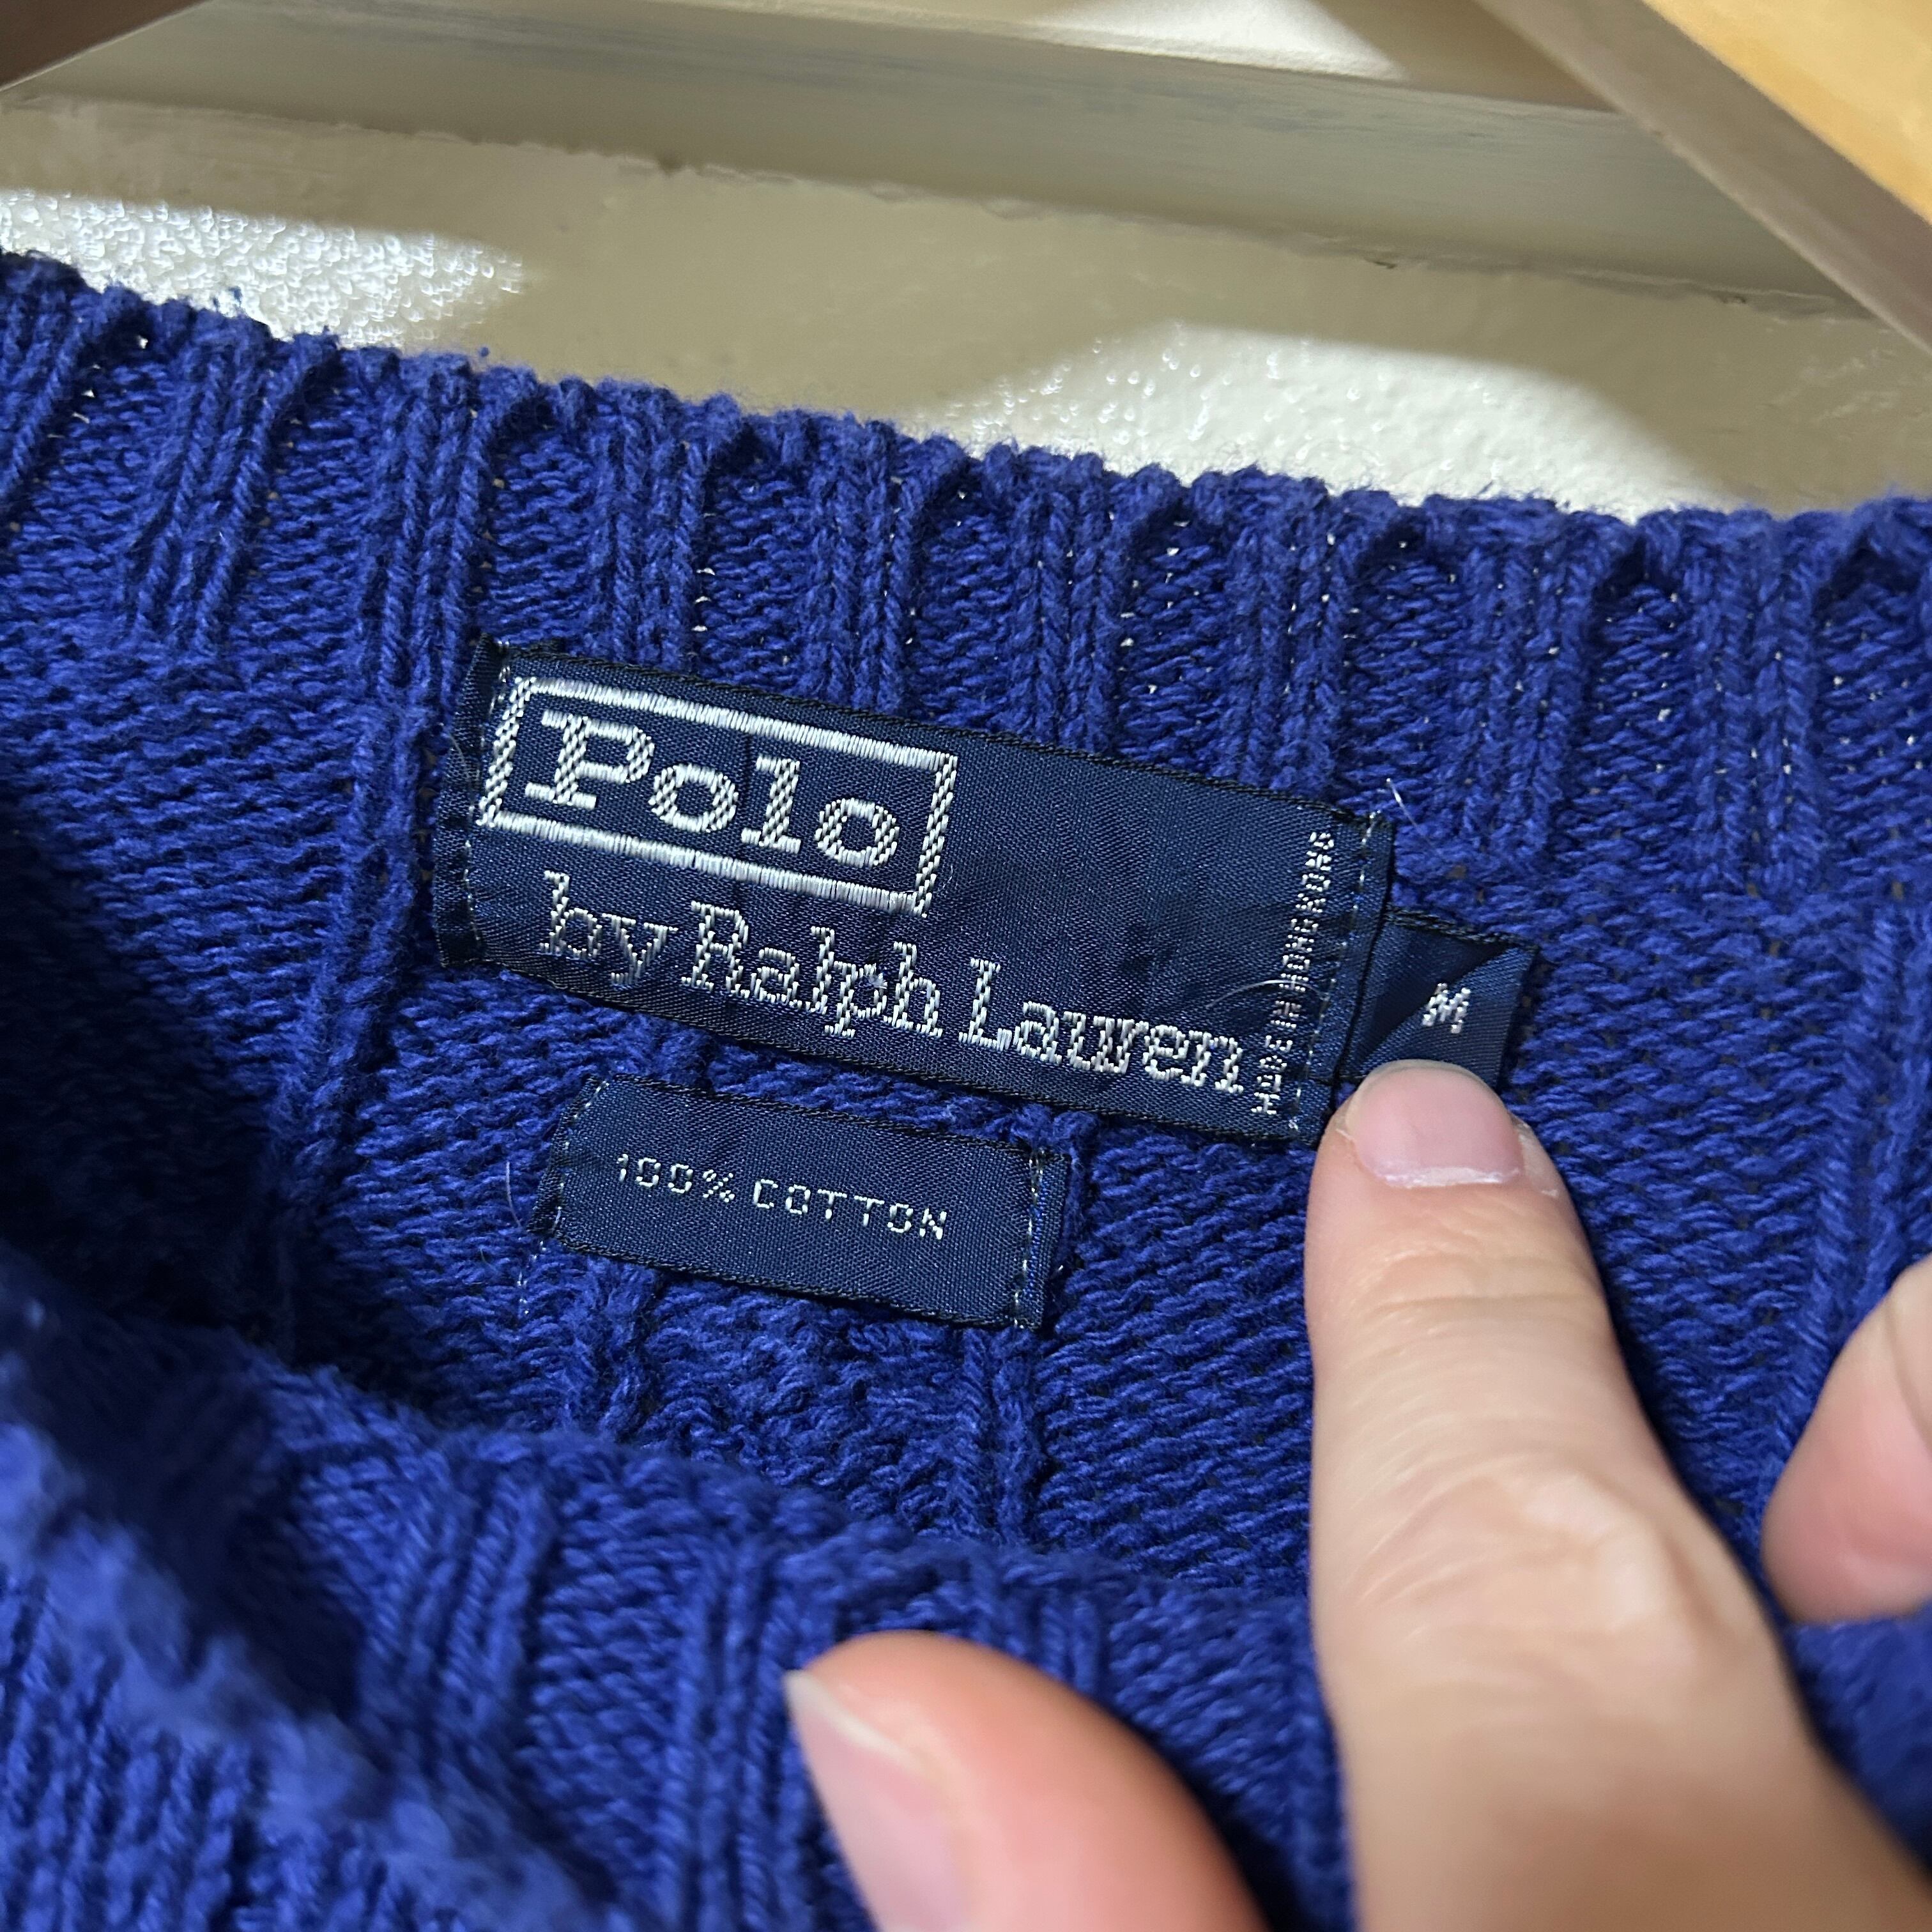 Polo
by Ralph Lauren
MADE IN HONG KONG
M
100% COTTON